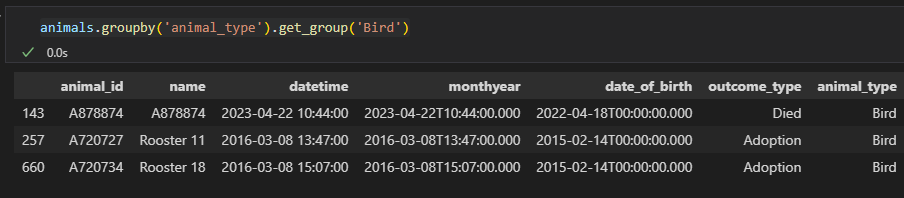 animals.groupby('animal_type').get_group('Bird')
0.0s
animal_id name datetime monthyear date_of_birth outcome_type animal_type
143 A878874 A878874 2023-04-22 10:44:00 2023-04-22T10:44:00.000 2022-04-18T00:00:00.000 Died Bird
257 A720727 Rooster 11 2016-03-08 13:47:00 2016-03-08T13:47:00.000 2015-02-14T00:00:00.000 Adoption Bird
660 A720734 Rooster 18 2016-03-08 15:07:00 2016-03-08T15:07:00.000 2015-02-14T00:00:00.000 Adoption Bird